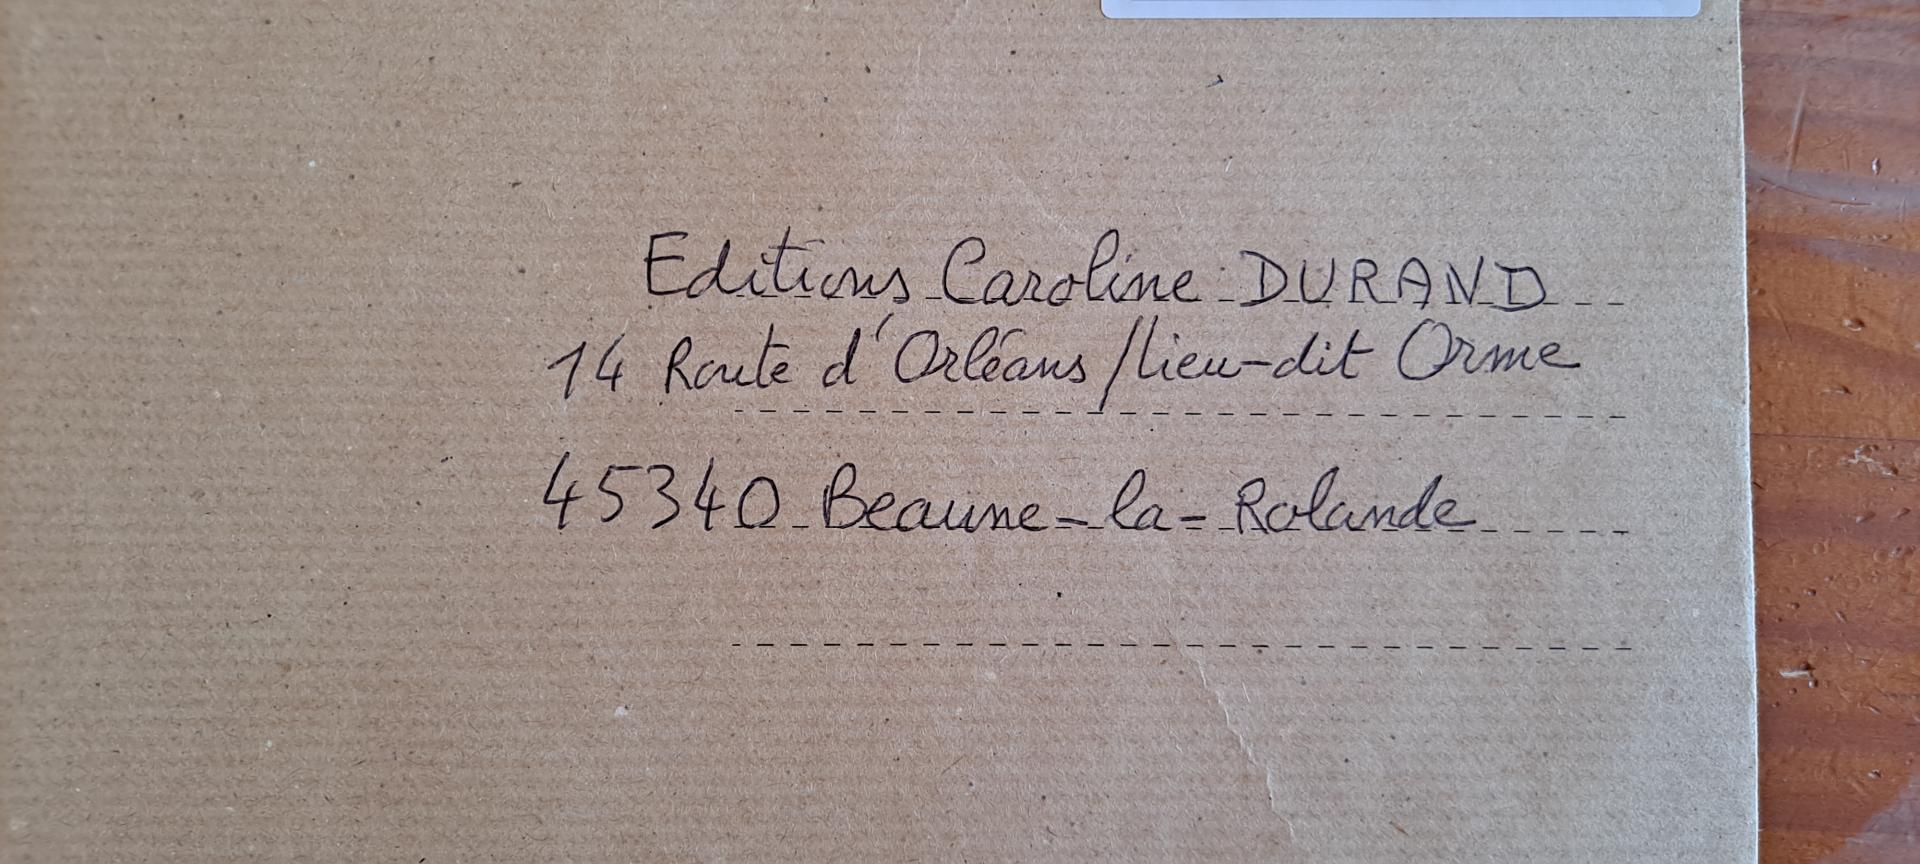 Editions Caroline DURAND
14 Route d'Orléans / lieu-dit Orme
45340 Beaune-la-Rolande